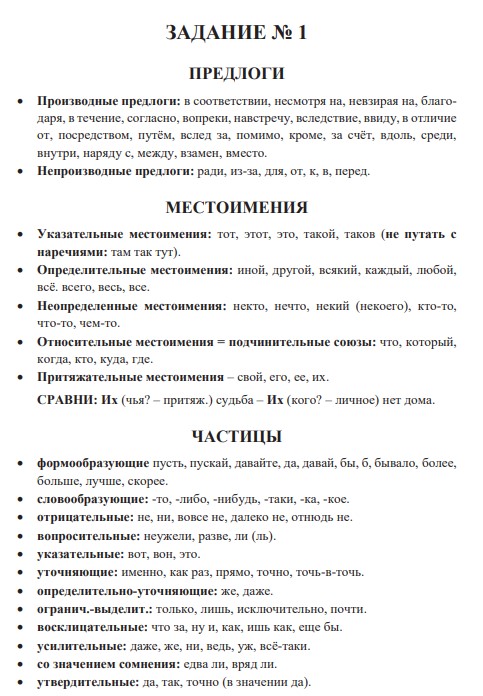 ЗАДАНИЕ № 1
ПРЕДЛОГИ
• Производные предлоги: в соответствии, несмотря на, невзирая на, благо-
даря, в течение, согласно, вопреки, навстречу, вследствие, ввиду, в отличие
от, посредством, путём, вслед за, помимо, кроме, за счёт, вдоль, среди,
внутри, наряду с, между, взамен, вместо.
• Непроизводные предлоги: ради, из-за, для, от, к, в, перед.
МЕСТОИМЕНИЯ
• Указательные местоимения: тот, этот, это, такой, таков (не путать с
наречиями: там так тут).
• Определительные местоимения: иной, другой, всякий, каждый, любой,
всё. всего, весь, все.
• Неопределенные местоимения: некто, нечто, некий (некоего), кто-то,
что-то, чем-то.
• Относительные местоимения = подчинительные союзы: что, который,
когда, кто, куда, где.
• Притяжательные местоимения – свой, его, ее, их.
СРАВНИ: Их (чья? – притяж.) судьба – Их (кого? – личное) нет дома.
ЧАСТИЦЫ
• формообразующие пусть, пускай, давайте, да, давай, бы, б, бывало, более,
больше, лучше, скорее.
• словообразующие: -то, -либо, -нибудь, -таки, -ка, -кое.
• отрицательные: не, ни, вовсе не, далеко не, отнюдь не.
• вопросительные: неужели, разве, ли (ль).
• указательные: вот, вон, это.
• уточняющие: именно, как раз, прямо, точно, точь-в-точь.
• определительно-уточняющие: же, даже.
• огранич.-выделит.: только, лишь, исключительно, почти.
• восклицательные: что за, ну и, как, ишь как, еще бы.
• усилительные: даже, же, ни, ведь, уж, всё-таки.
• со значением сомнения: едва ли, вряд ли.
• утвердительные: да, так, точно (в значении да).